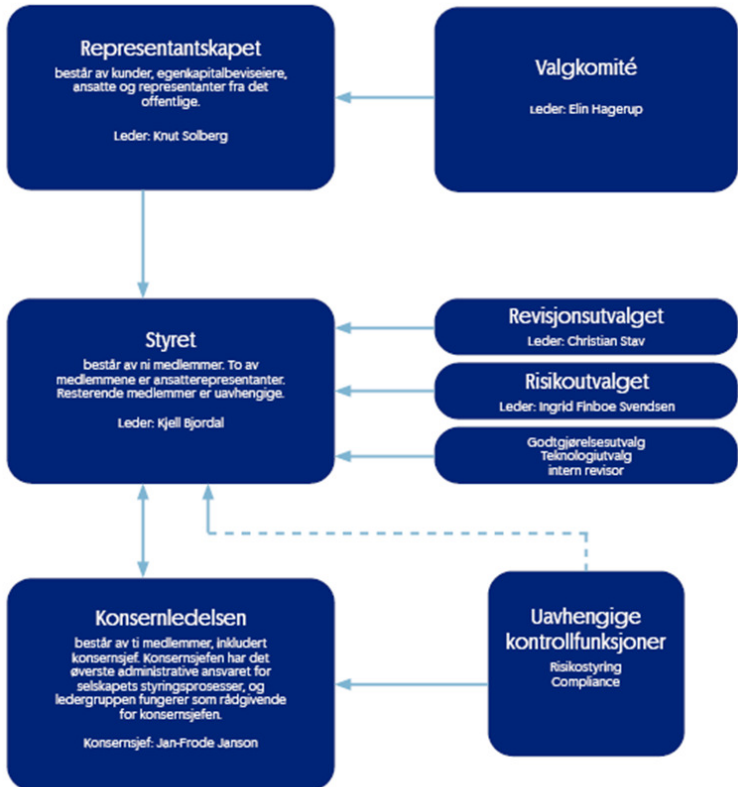 Representantskapet
består av kunder, egenkapitalbeviseiere,
ansatte og representanter fra det
offentlige.
Leder: Knut Solberg
Valgkomité
Leder: Elin Hagerup
Styret
består av ni medlemmer. To av
medlemmene er ansatterepresentanter.
Resterende medlemmer er uavhengige.
Leder: Kjell Bjordal
Revisjonsutvalget
Leder: Christian Stav
Risikoutvalget
Leder: Ingrid Finboe Svendsen
Godtgjørelsesutvalg
Teknologiutvalg
intern revisor
Konsernledelsen
består av ti medlemmer, inkludert
konsernsjef. Konsernsjefen har det
øverste administrative ansvaret for
selskapets styringsprosesser, og
ledergruppen fungerer som rådgivende
for konsernsjefen.
Konsernsjef: Jan-Frode Janson
Uavhengige
kontrollfunksjoner
Risikostyring
Compliance